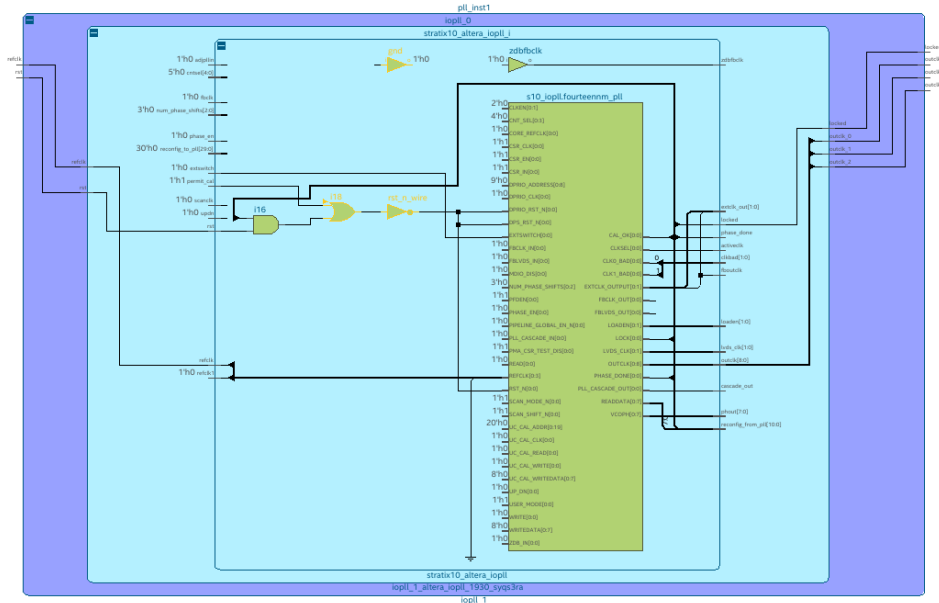 pll_inst1
iopll_0
stratix10_altera_iopll_i
refclk
rst
1'h0 adjpllin
5'h0 cntsel[4:0]
1'h0 fbclk
3'h0 num_phase_shifts[2:0]
1'h0 phase_en
30'h0 reconfig_to_pll[29:0]
1'h0 extswitch
1'h1 permit_cal
1'h0 scanclk
1'h0 updn
rst
refclk
rst
refclk
1'h0 refclk1
gnd
1'h0
1'h0
zdbfbclk
zdbfbclk
i16
i18
rst_n_wire
s10_iopll.fourteennm_pll
2'h0 CLKEN[0:1]
4'h0 CNT_SEL[0:3]
1'h0 CORE_REFCLK[0:0]
1'h1 CSR_CLK[0:0]
1'h1 CSR_EN[0:0]
1'h1 CSR_IN[0:0]
9'h0 DPRIO_ADDRESS[0:8]
1'h0 DPRIO_CLK[0:0]
DPRIO_RST_N[0:0]
DPS_RST_N[0:0]
EXTSWITCH[0:0]
1'h0 FBCLK_IN[0:0]
1'h0 FBLVDS_IN[0:0]
1'h0 MDIO_DIS[0:0]
3'h0 NUM_PHASE_SHIFTS[0:2]
1'h1 PFDEN[0:0]
1'h0 PHASE_EN[0:0]
1'h1 PIPELINE_GLOBAL_EN_N[0:0]
1'h0 PLL_CASCADE_IN[0:0]
1'h1 PMA_CSR_TEST_DIS[0:0]
1'h0 READ[0:0]
REFCLK[0:3]
RST_N[0:0]
1'h1 SCAN_MODE_N[0:0]
1'h1 SCAN_SHIFT_N[0:0]
20'h0 UC_CAL_ADDR[0:19]
1'h0 UC_CAL_CLK[0:0]
1'h0 UC_CAL_READ[0:0]
1'h0 UC_CAL_WRITE[0:0]
8'h0 UC_CAL_WRITEDATA[0:7]
1'h0 UP_DN[0:0]
1'h1 USER_MODE[0:0]
1'h0 WRITE[0:0]
8'h0 WRITEDATA[0:7]
1'h0 ZDB_IN[0:0]
CAL_OK[0:0]
CLKSEL[0:0]
CLK0_BAD[0:0]
CLK1_BAD[0:0]
EXTCLK_OUTPUT[0:1]
FBCLK_OUT[0:0]
FBLVDS_OUT[0:0]
LOADEN[0:1]
LOCK[0:0]
LVDS_CLK[0:1]
OUTCLK[0:8]
PHASE_DONE[0:0]
PLL_CASCADE_OUT[0:0]
READDATA[0:7]
VCOPH[0:7]
0
1
extclk_out[1:0]
locked
phase_done
activeclk
clkbad[1:0]
fboutclk
loaden[1:0]
lvds_clk[1:0]
outclk[8:0]
cascade_out
phout[7:0]
reconfig_from_pll[10:0]
locked
outclk_0
outclk_1
outclk_2
stratix10_altera_iopll
iopll_1_altera_iopll_1930_syqs3ra
iopll_1